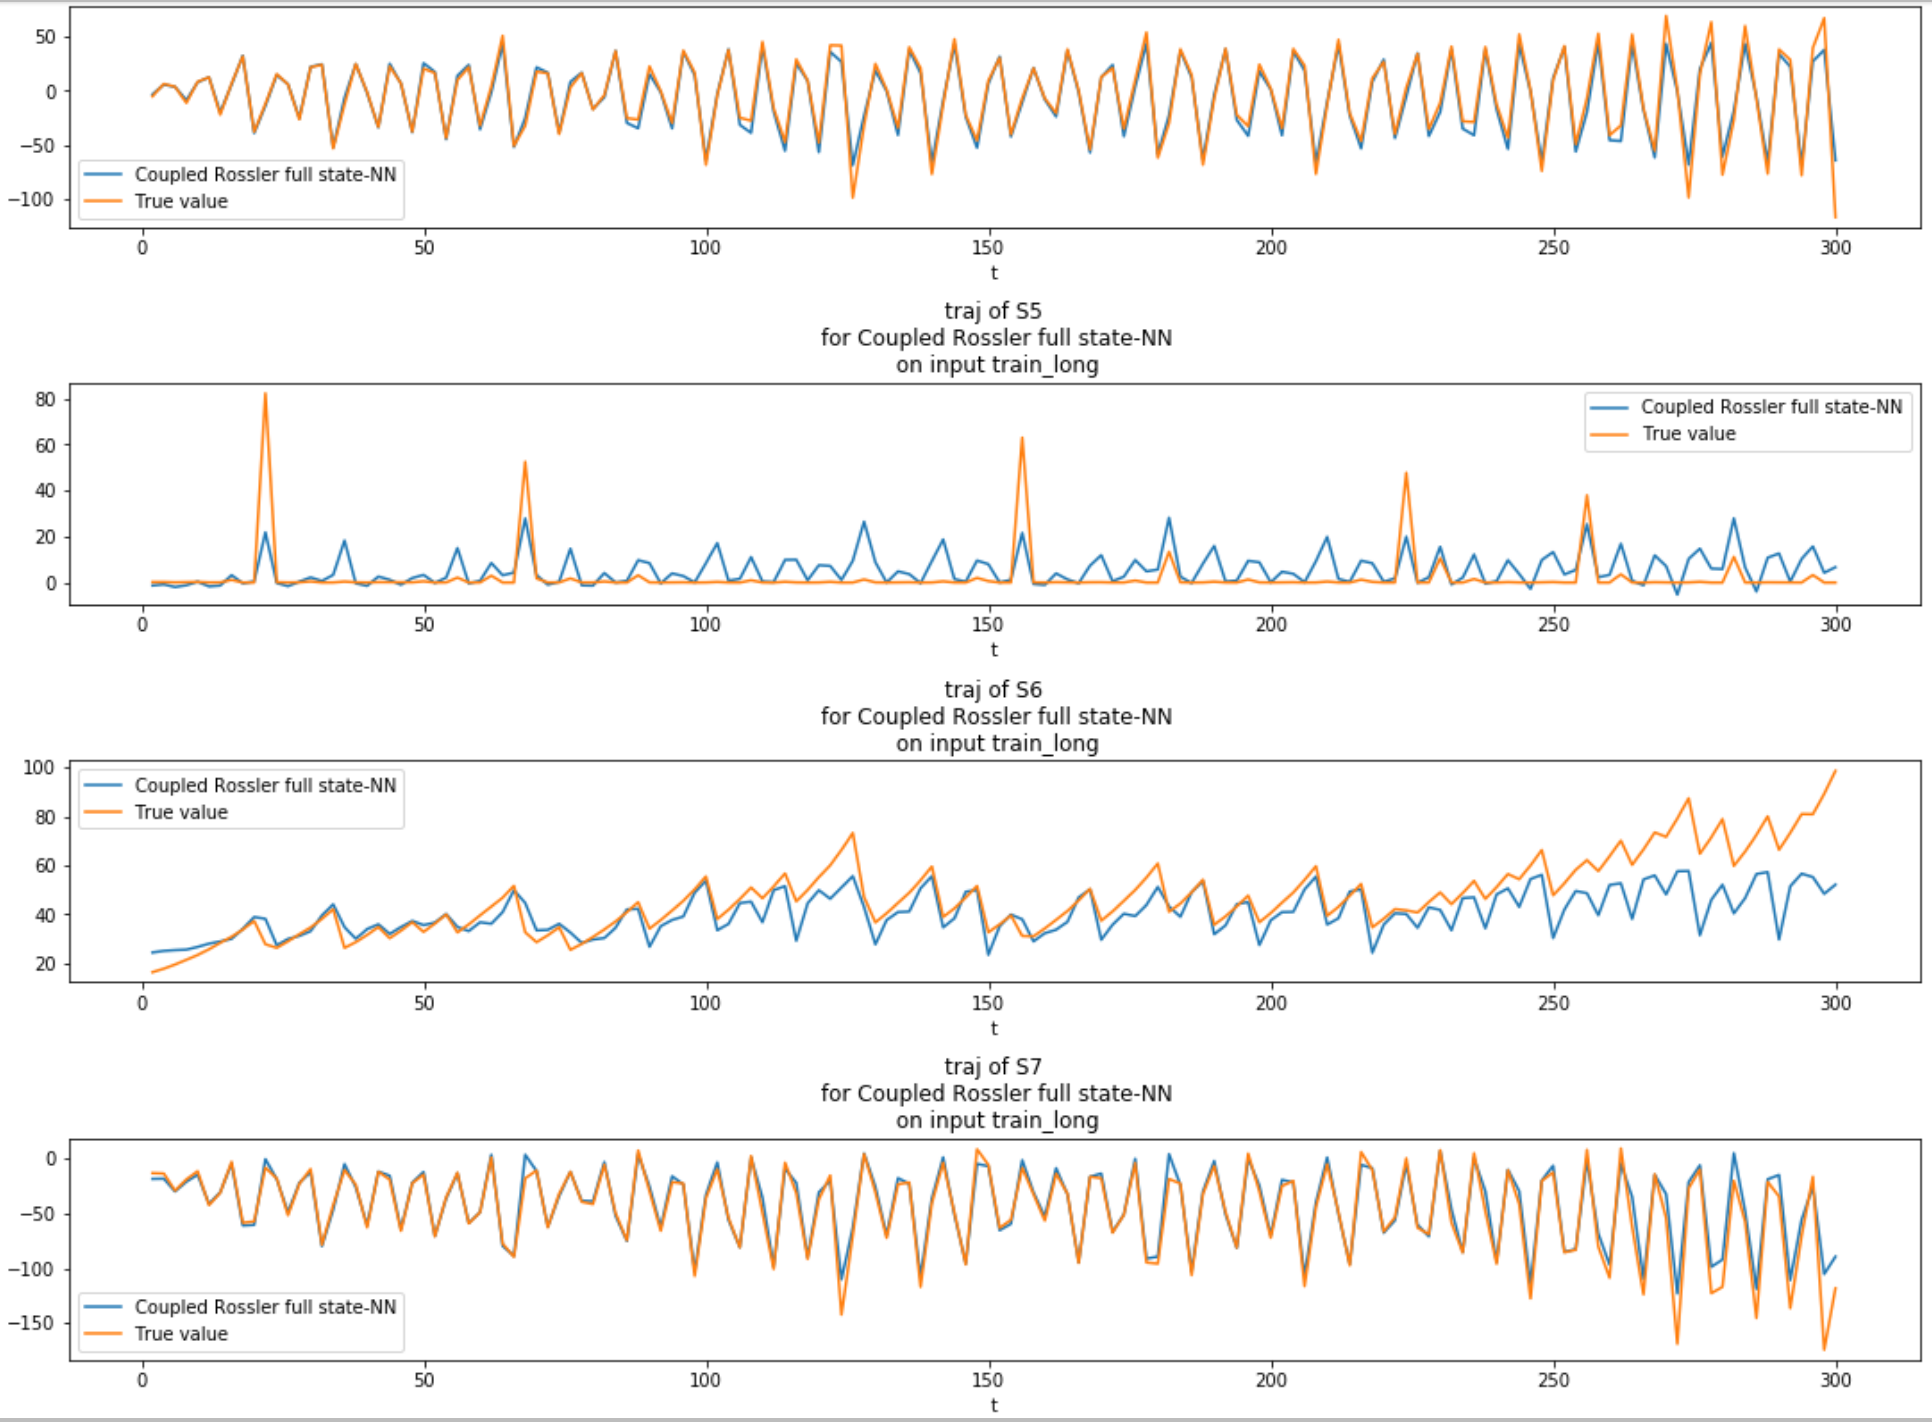 50
0
−50
−100
Coupled Rossler full state-NN
True value
0 50 100 150 200 250 300
t
traj of S5
for Coupled Rossler full state-NN
on input train_long
80
60
40
20
0
Coupled Rossler full state-NN
True value
0 50 100 150 200 250 300
t
traj of S6
for Coupled Rossler full state-NN
on input train_long
100
80
60
40
20
Coupled Rossler full state-NN
True value
0 50 100 150 200 250 300
t
traj of S7
for Coupled Rossler full state-NN
on input train_long
0
−50
−100
−150
Coupled Rossler full state-NN
True value
0 50 100 150 200 250 300
t